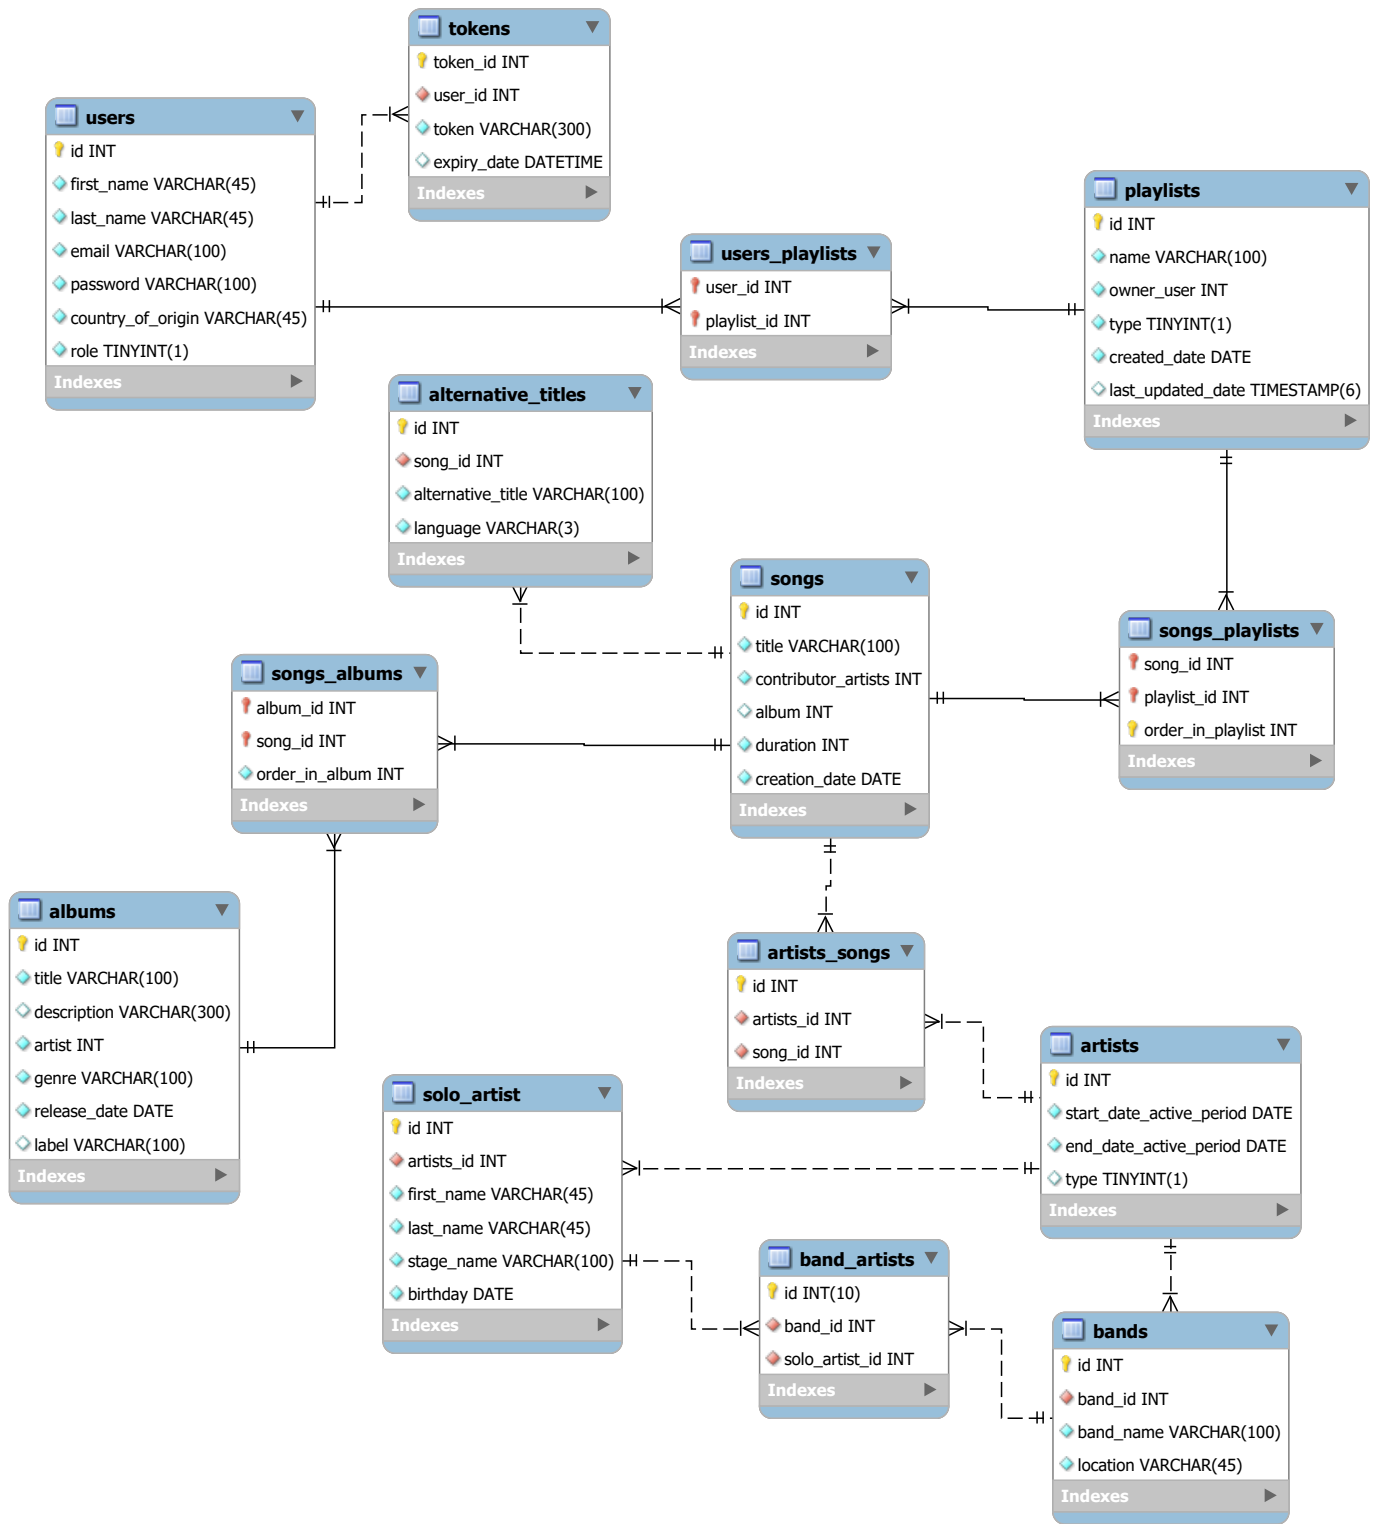 tokens
token_id INT
user_id INT
token VARCHAR(300)
expiry_date DATETIME
Indexes
users
id INT
first_name VARCHAR(45)
last_name VARCHAR(45)
email VARCHAR(100)
password VARCHAR(100)
country_of_origin VARCHAR(45)
role TINYINT(1)
Indexes
playlists
id INT
name VARCHAR(100)
owner_user INT
type TINYINT(1)
created_date DATE
last_updated_date TIMESTAMP(6)
Indexes
users_playlists
user_id INT
playlist_id INT
Indexes
alternative_titles
id INT
song_id INT
alternative_title VARCHAR(100)
language VARCHAR(3)
Indexes
songs
id INT
title VARCHAR(100)
contributor_artists INT
album INT
duration INT
creation_date DATE
Indexes
songs_playlists
song_id INT
playlist_id INT
order_in_playlist INT
Indexes
songs_albums
album_id INT
song_id INT
order_in_album INT
Indexes
albums
id INT
title VARCHAR(100)
description VARCHAR(300)
artist INT
genre VARCHAR(100)
release_date DATE
label VARCHAR(100)
Indexes
artists_songs
id INT
artists_id INT
song_id INT
Indexes
artists
id INT
start_date_active_period DATE
end_date_active_period DATE
type TINYINT(1)
Indexes
solo_artist
id INT
artists_id INT
first_name VARCHAR(45)
last_name VARCHAR(45)
stage_name VARCHAR(100)
birthday DATE
Indexes
band_artists
id INT(10)
band_id INT
solo_artist_id INT
Indexes
bands
id INT
band_id INT
band_name VARCHAR(100)
location VARCHAR(45)
Indexes